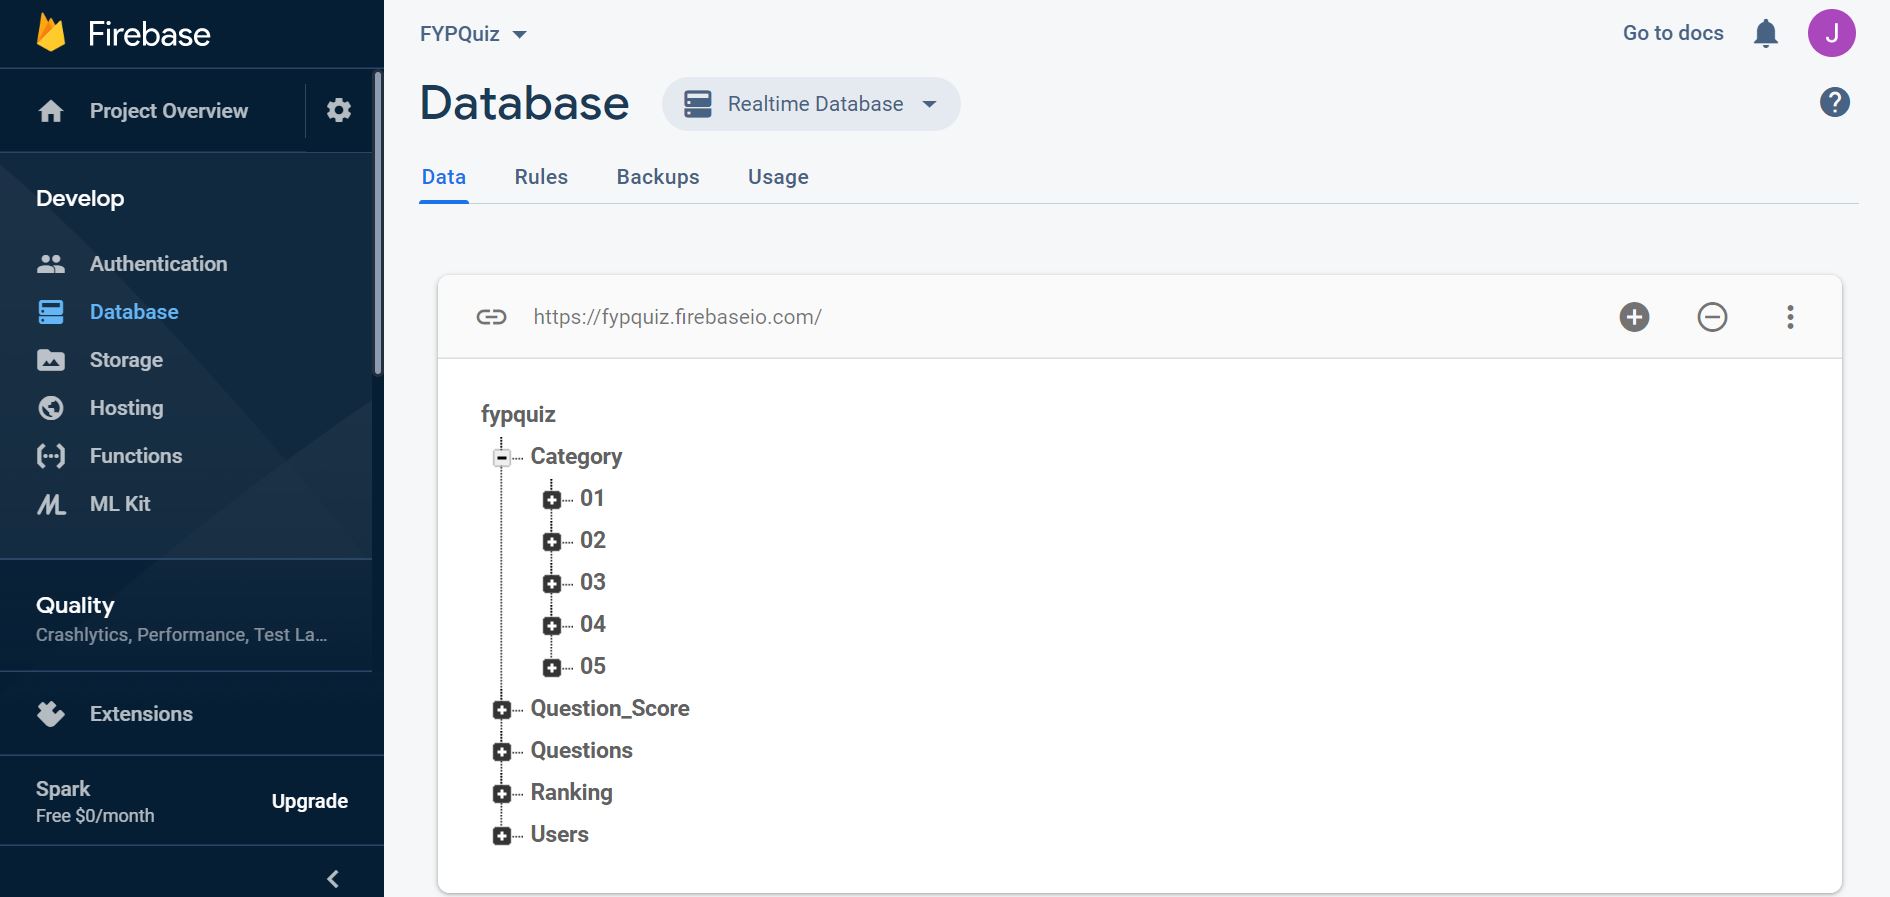 Firebase
Project Overview
Develop
Authentication
Database
Storage
Hosting
Functions
ML Kit
Quality
Crashlytics, Performance, Test La...
Extensions
Spark
Free $0/month
Upgrade
FYPQuiz
Go to docs
J
Database
Realtime Database
?
Data Rules Backups Usage
https://fypquiz.firebaseio.com/
fypquiz
Category
01
02
03
04
05
Question_Score
Questions
Ranking
Users